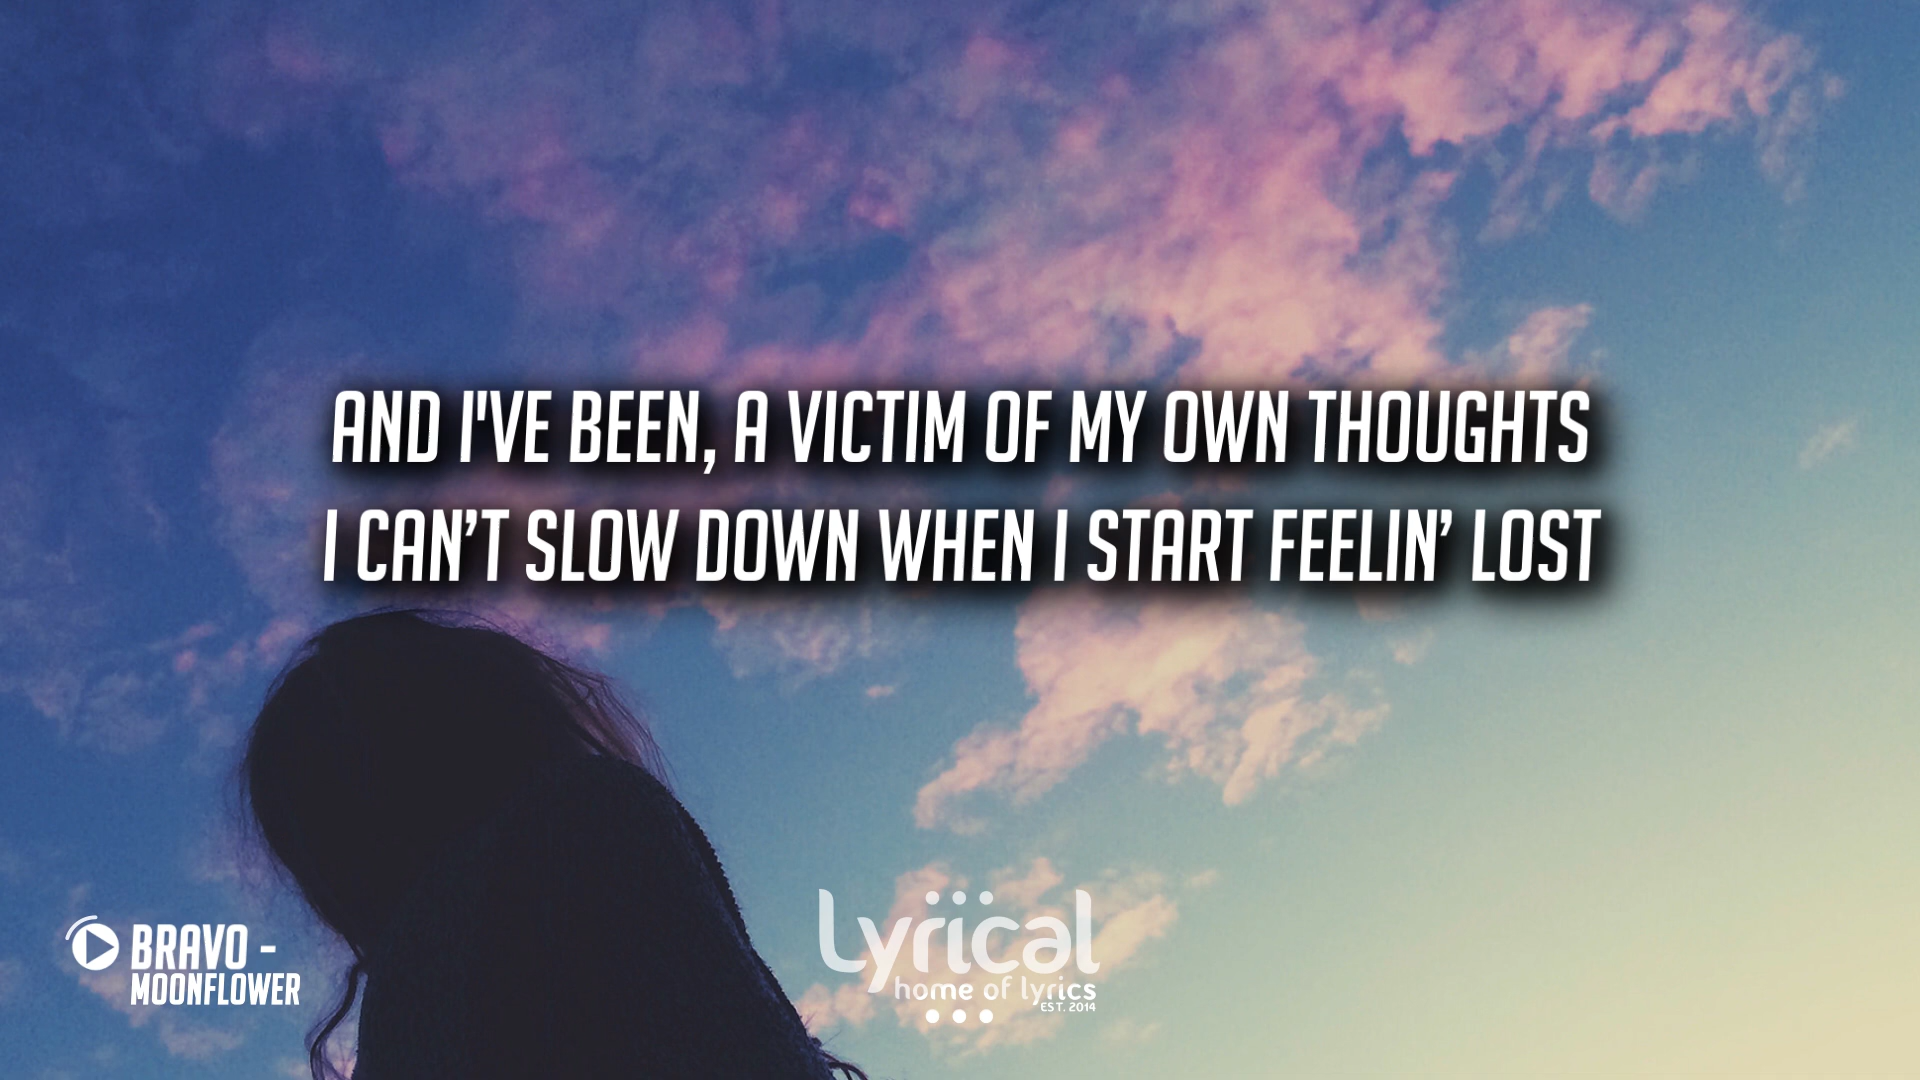 AND I'VE BEEN, A VICTIM OF MY OWN THOUGHTS
I CAN’T SLOW DOWN WHEN I START FEELIN’ LOST
BRAVO -
MOONFLOWER
Lyrical
home of lyrics
EST. 2014